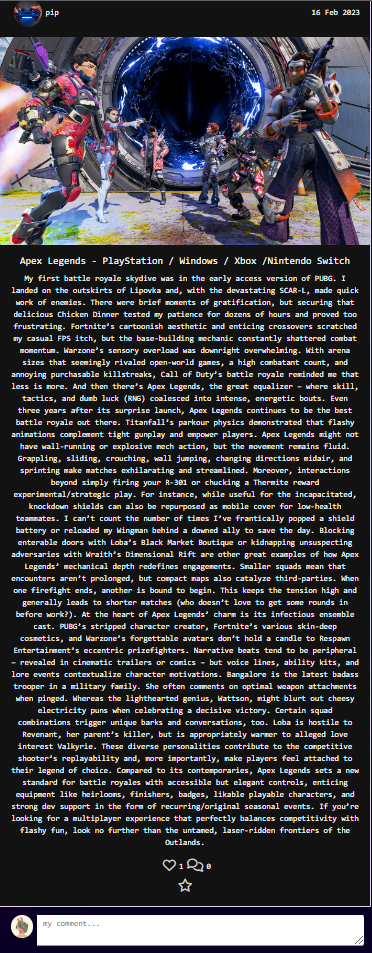 pip
16 Feb 2023
Apex Legends - PlayStation / Windows / Xbox /Nintendo Switch
My first battle royale skydive was in the early access version of PUBG. I
landed on the outskirts of Lipovka and, with the devastating SCAR-L, made quick
work of enemies. There were brief moments of gratification, but securing that
delicious Chicken Dinner tested my patience for dozens of hours and proved too
frustrating. Fortnite's cartoonish aesthetic and enticing crossovers scratched
my casual FPS itch, but the base-building mechanic constantly shattered combat
momentum. Warzone's sensory overload was downright overwhelming. With arena
sizes that seemingly rivaled open-world games, a high combatant count, and
annoying purchasable killstreaks, Call of Duty's battle royale reminded me that
less is more. And then there's Apex Legends, the great equalizer – where skill,
tactics, and dumb luck (RNG) coalesced into intense, energetic bouts. Even
three years after its surprise launch, Apex Legends continues to be the best
battle royale out there. Titanfall's parkour physics demonstrated that flashy
animations complement tight gunplay and empower players. Apex Legends might not
have wall-running or explosive mech action, but the movement remains fluid.
Grappling, sliding, crouching, wall jumping, changing directions midair, and
sprinting make matches exhilarating and streamlined. Moreover, interactions
beyond simply firing your R-301 or chucking a Thermite reward
experimental/strategic play. For instance, while useful for the incapacitated,
knockdown shields can also be repurposed as mobile cover for low-health
teammates. I can't count the number of times I've frantically popped a shield
battery or reloaded my Wingman behind a downed ally to save the day. Blocking
enterable doors with Loba's Black Market Boutique or kidnapping unsuspecting
adversaries with Wraith's Dimensional Rift are other great examples of how Apex
Legends' mechanical depth redefines engagements. Smaller squads mean that
encounters aren't prolonged, but compact maps also catalyze third-parties. When
one firefight ends, another is bound to begin. This keeps the tension high and
generally leads to shorter matches (who doesn't love to get some rounds in
before work?). At the heart of Apex Legends' charm is its infectious ensemble
cast. PUBG's stripped character creator, Fortnite's various skin-deep
cosmetics, and Warzone's forgettable avatars don't hold a candle to Respawn
Entertainment's eccentric prizefighters. Narrative beats tend to be peripheral
– revealed in cinematic trailers or comics – but voice lines, ability kits, and
lore events contextualize character motivations. Bangalore is the latest badass
trooper in a military family. She often comments on optimal weapon attachments
when pinged. Whereas the lighthearted genius, Wattson, might blurt out cheesy
electricity puns when celebrating a decisive victory. Certain squad
combinations trigger unique barks and conversations, too. Loba is hostile to
Revenant, her parent's killer, but is appropriately warmer to alleged love
interest Valkyrie. These diverse personalities contribute to the competitive
shooter's replayability and, more importantly, make players feel attached to
their legend of choice. Compared to its contemporaries, Apex Legends sets a new
standard for battle royales with accessible but elegant controls, enticing
equipment like heirlooms, finishers, badges, likable playable characters, and
strong dev support in the form of recurring/original seasonal events. If you're
looking for a multiplayer experience that perfectly balances competitivity with
flashy fun, look no further than the untamed, laser-ridden frontiers of the
Outlands.
1 0
my comment...